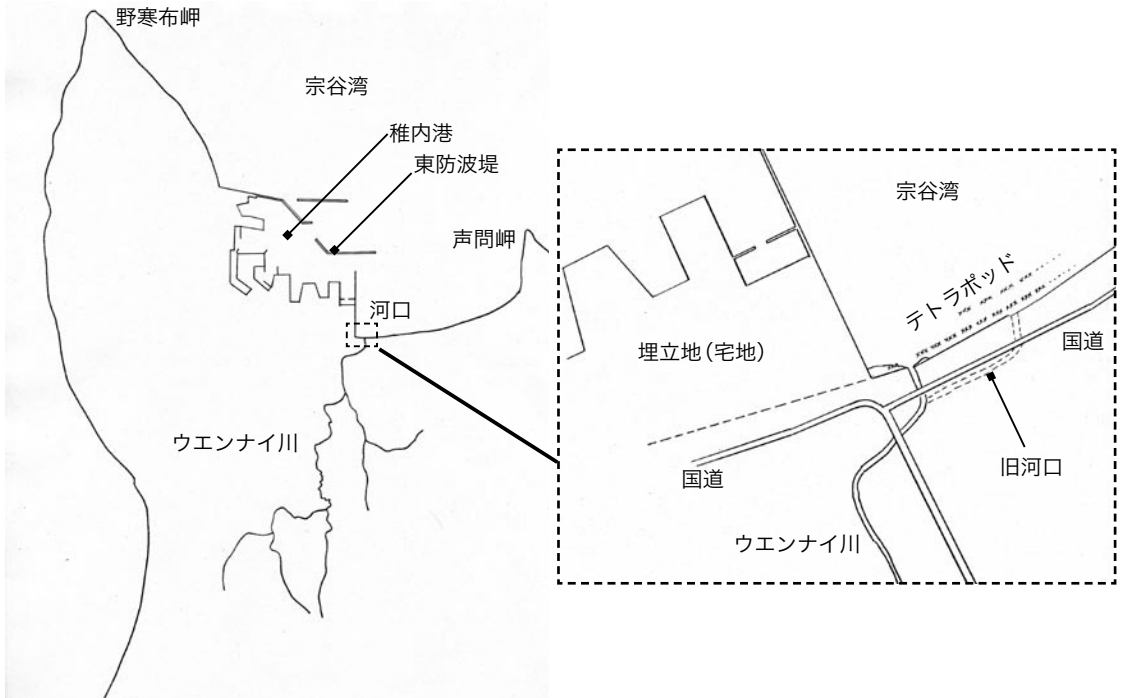 野寒布岬
宗谷湾
稚内港
東防波堤
声問岬
河口
ウエンナイ川
宗谷湾
テトラポッド
国道
埋立地(宅地)
旧河口
国道
ウエンナイ川